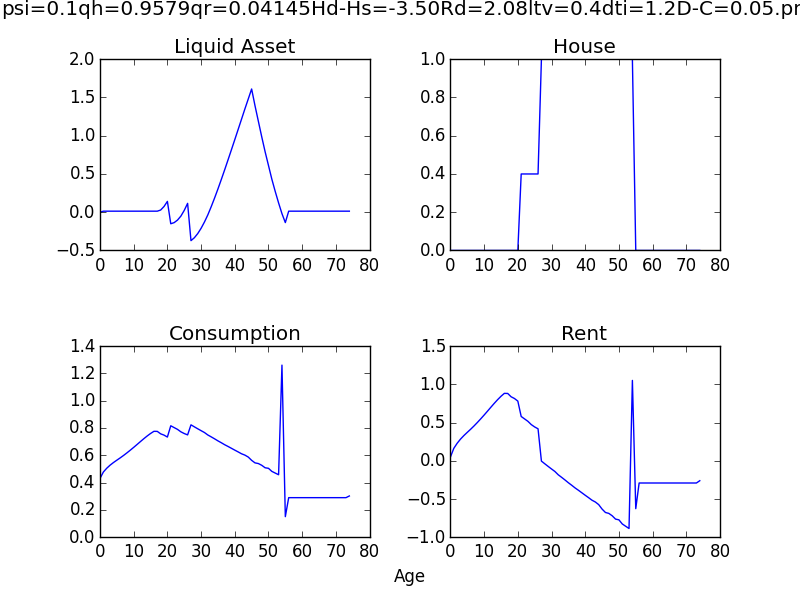 psi=0.1qh=0.9579qr=0.04145Hd-Hs=-3.50Rd=2.08ltv=0.4dti=1.2D-C=0.05.pr
Liquid Asset House
2.0 1.0
1.5 0.8
1.0 0.6
0.5 0.4
0.0 0.2
−0.5 0.0
0 10 20 30 40 50 60 70 80 0 10 20 30 40 50 60 70 80
Consumption Rent
1.4 1.5
1.2 1.0
1.0 0.5
0.8 0.0
0.6 −0.5
0.4 −1.0
0.2
0.0
0 10 20 30 40 50 60 70 80 0 10 20 30 40 50 60 70 80
Age